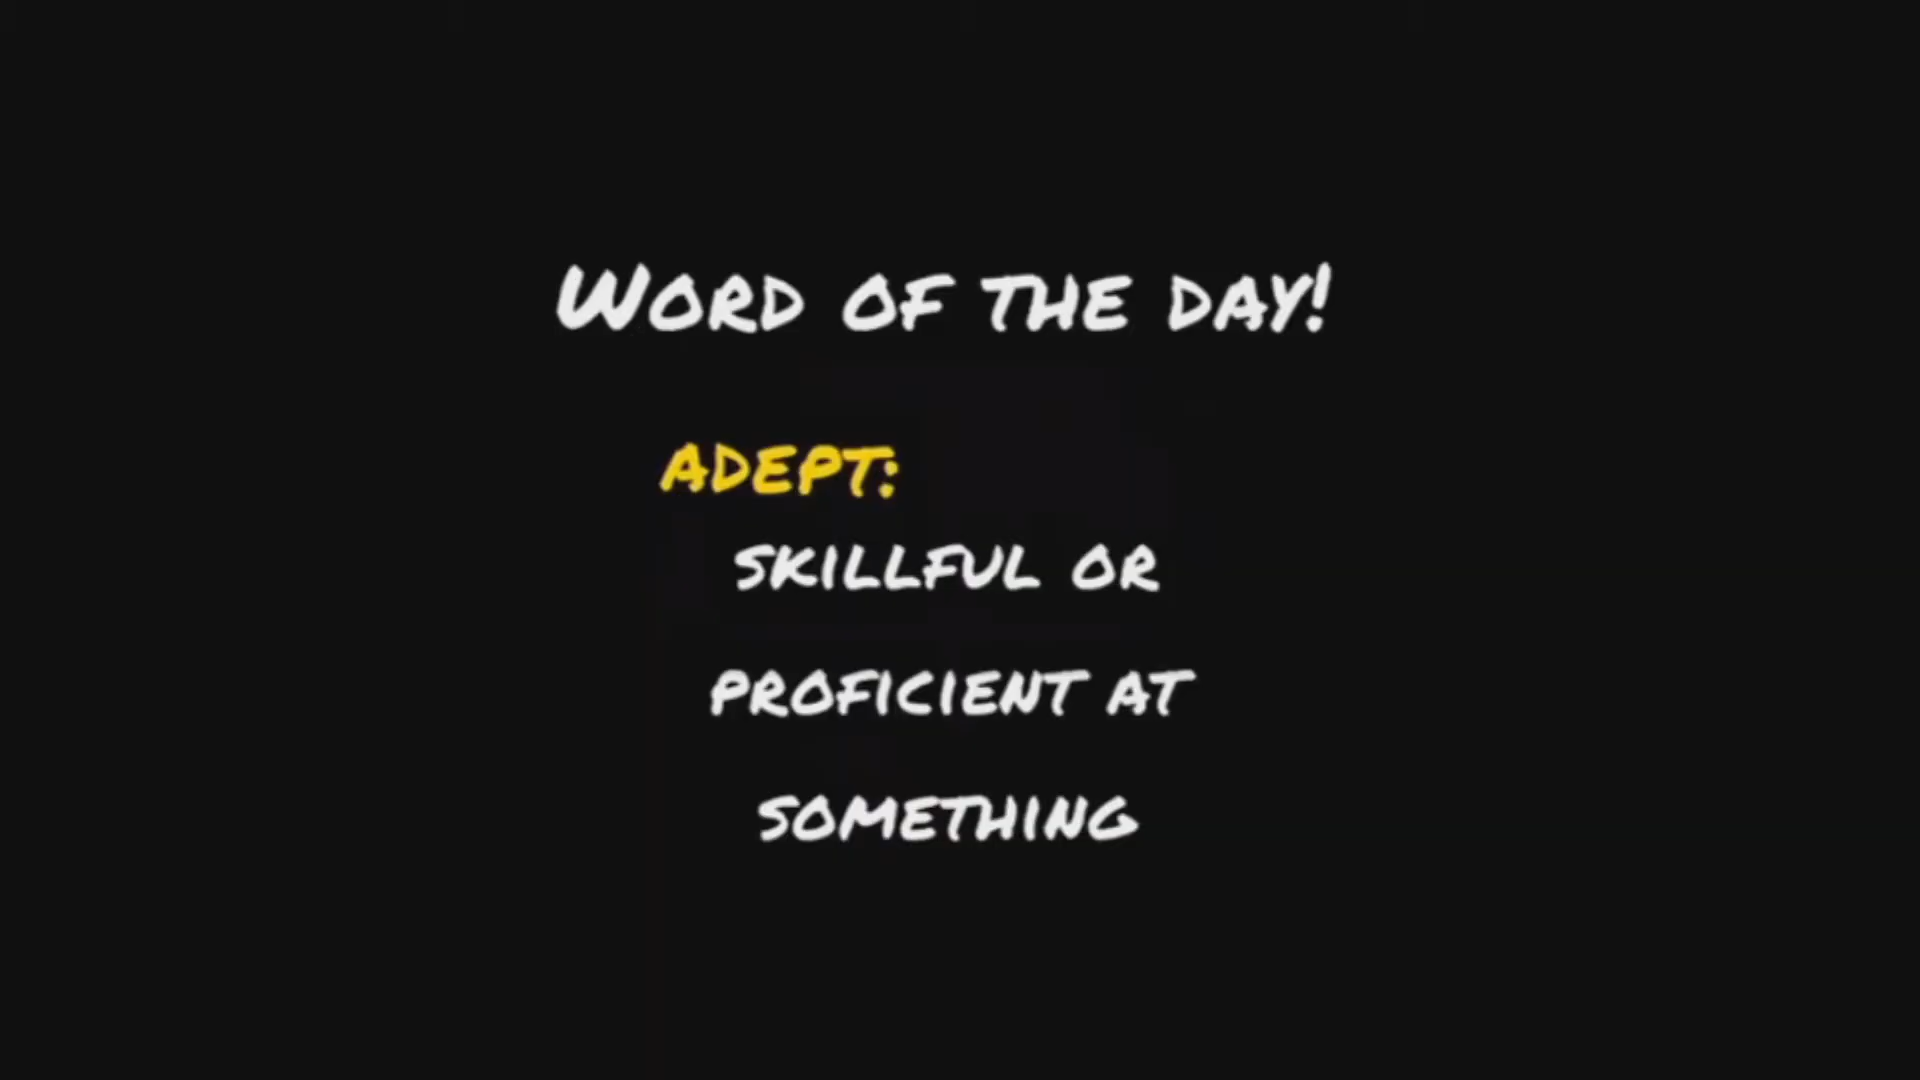 Word of the day!
adept:
skillful or
proficient at
something